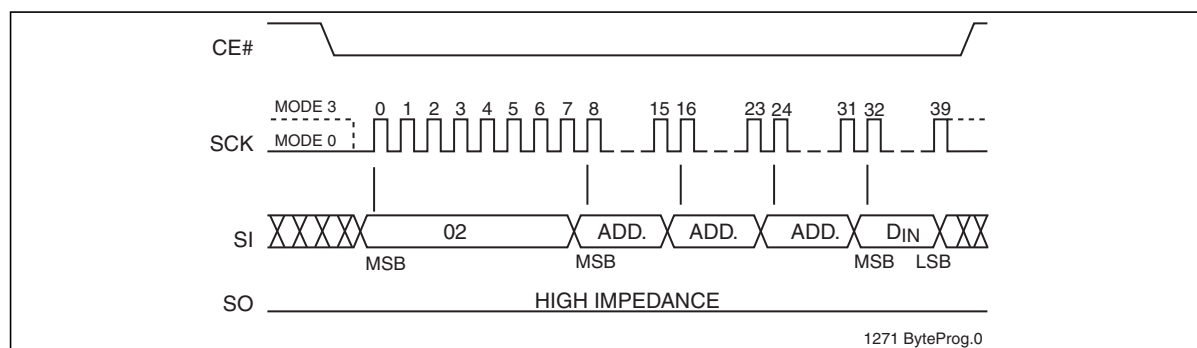 CE#
MODE 3
0 1 2 3 4 5 6 7 8 15 16 23 24 31 32 39
SCK MODE 0
SI 02 ADD. ADD. ADD. DIN
MSB MSB MSB LSB
SO HIGH IMPEDANCE
1271 ByteProg.0